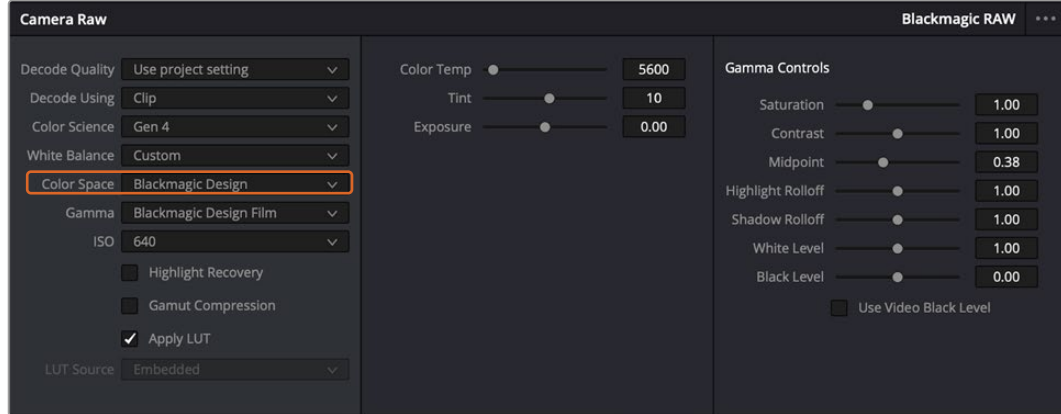 Camera Raw
Blackmagic RAW
Decode Quality Use project setting
Decode Using Clip
Color Science Gen 4
White Balance Custom
Color Space Blackmagic Design
Gamma Blackmagic Design Film
ISO 640
Highlight Recovery
Gamut Compression
Apply LUT
LUT Source Embedded
Color Temp 5600
Tint 10
Exposure 0.00
Gamma Controls
Saturation 1.00
Contrast 1.00
Midpoint 0.38
Highlight Rolloff 1.00
Shadow Rolloff 1.00
White Level 1.00
Black Level 0.00
Use Video Black Level